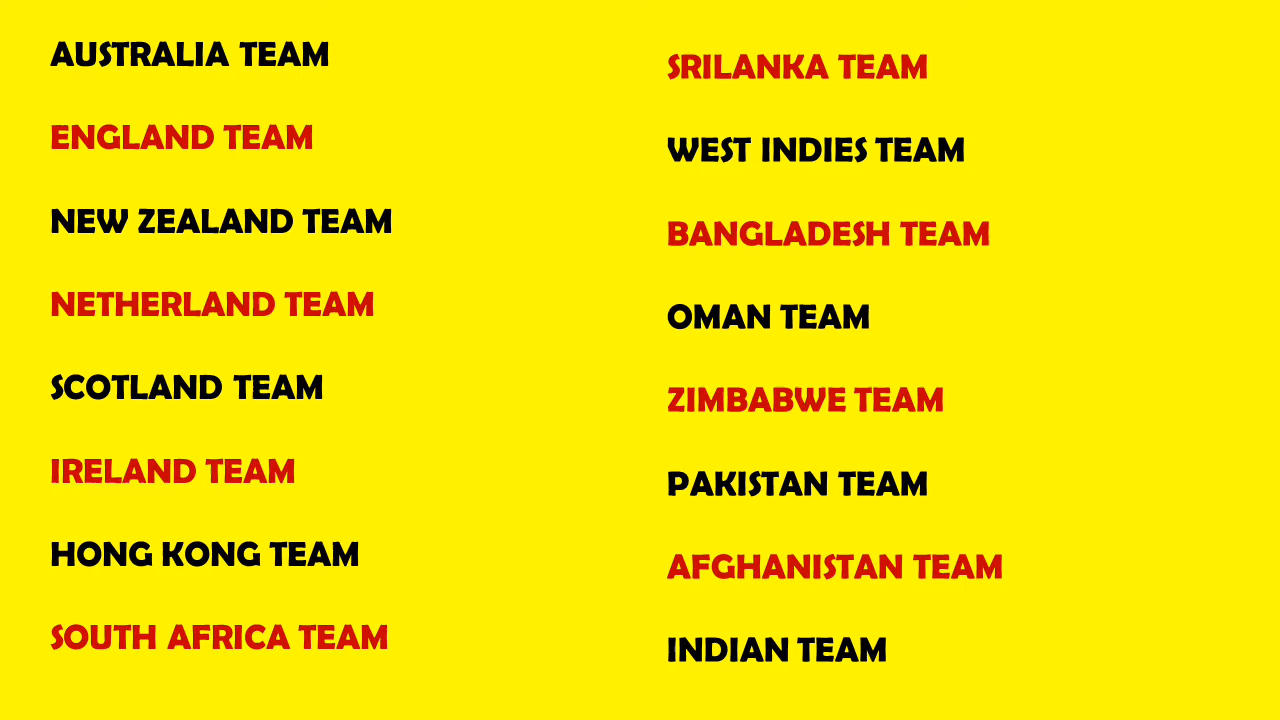 AUSTRALIA TEAM
ENGLAND TEAM
NEW ZEALAND TEAM
NETHERLAND TEAM
SCOTLAND TEAM
IRELAND TEAM
HONG KONG TEAM
SOUTH AFRICA TEAM
SRILANKA TEAM
WEST INDIES TEAM
BANGLADESH TEAM
OMAN TEAM
ZIMBABWE TEAM
PAKISTAN TEAM
AFGHANISTAN TEAM
INDIAN TEAM